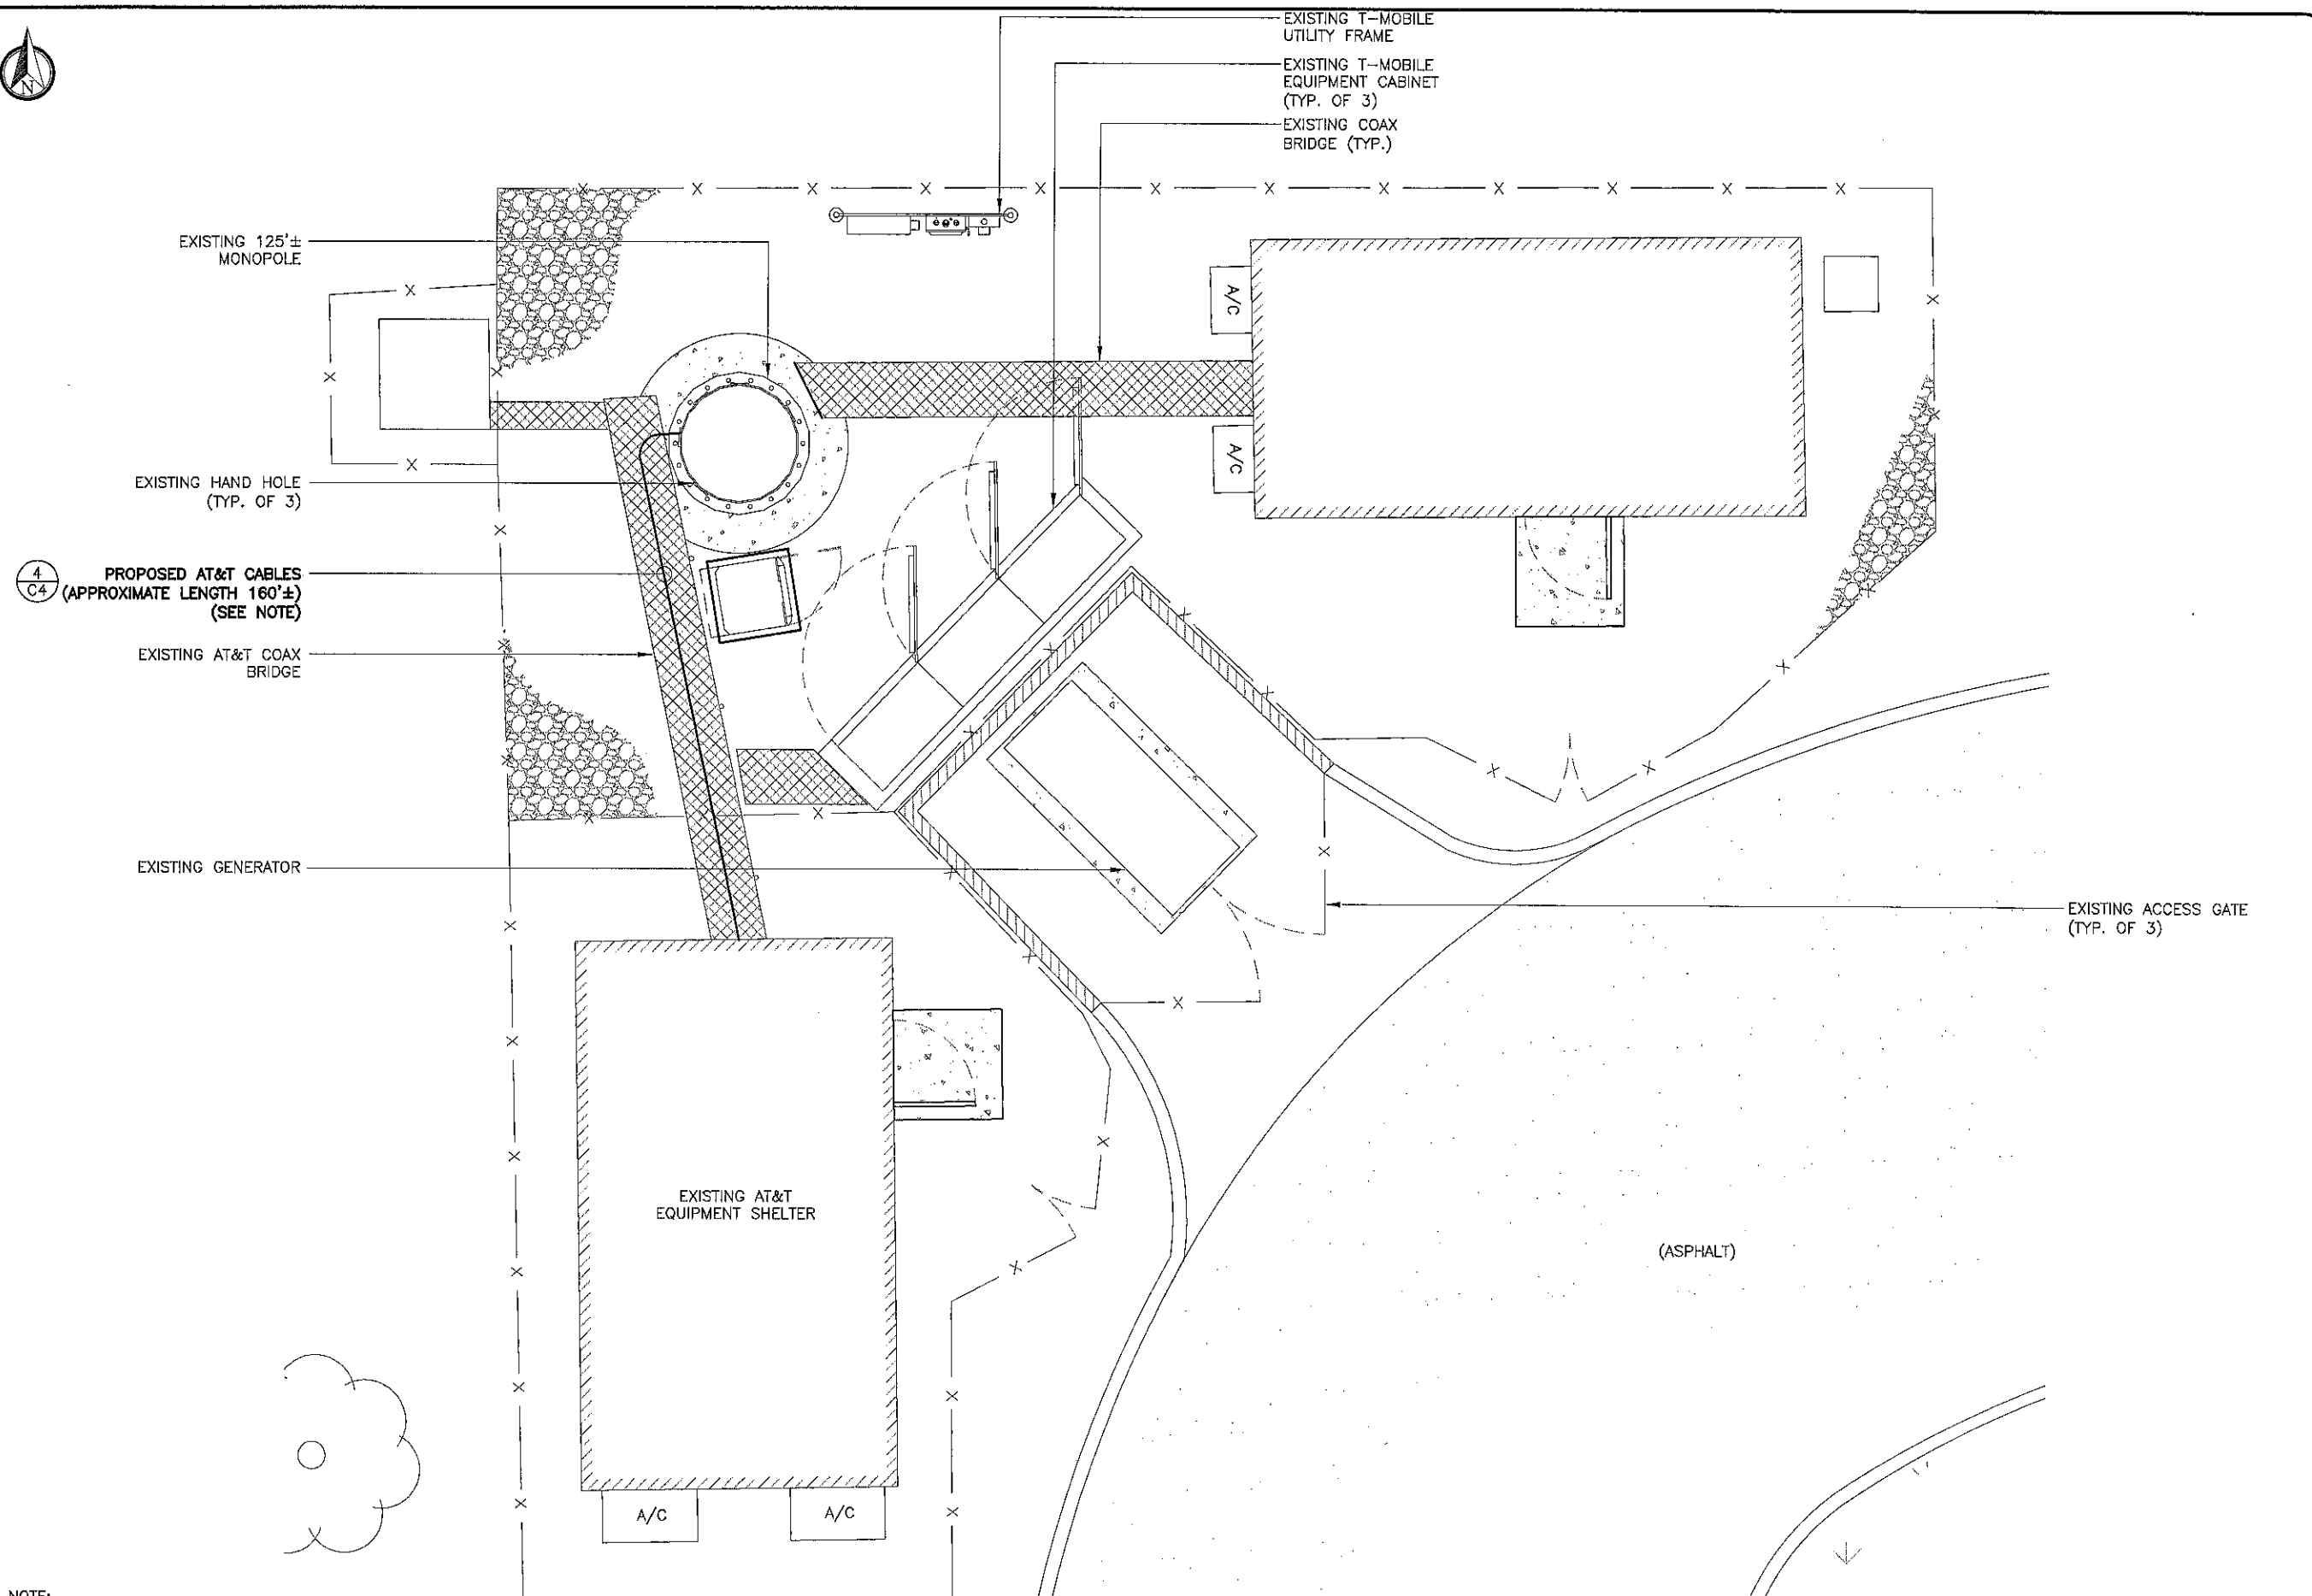 EXISTING T-MOBILE
UTILITY FRAME
EXISTING T-MOBILE
EQUIPMENT CABINET
(TYP. OF 3)
EXISTING COAX
BRIDGE (TYP.)
N
EXISTING 125'±
MONOPOLE
A/C
A/C
EXISTING HAND HOLE
(TYP. OF 3)
4
C4
PROPOSED AT&T CABLES
(APPROXIMATE LENGTH 160'±)
(SEE NOTE)
EXISTING AT&T COAX
BRIDGE
EXISTING GENERATOR
EXISTING ACCESS GATE
(TYP. OF 3)
EXISTING AT&T
EQUIPMENT SHELTER
(ASPHALT)
A/C
A/C
NOTE: